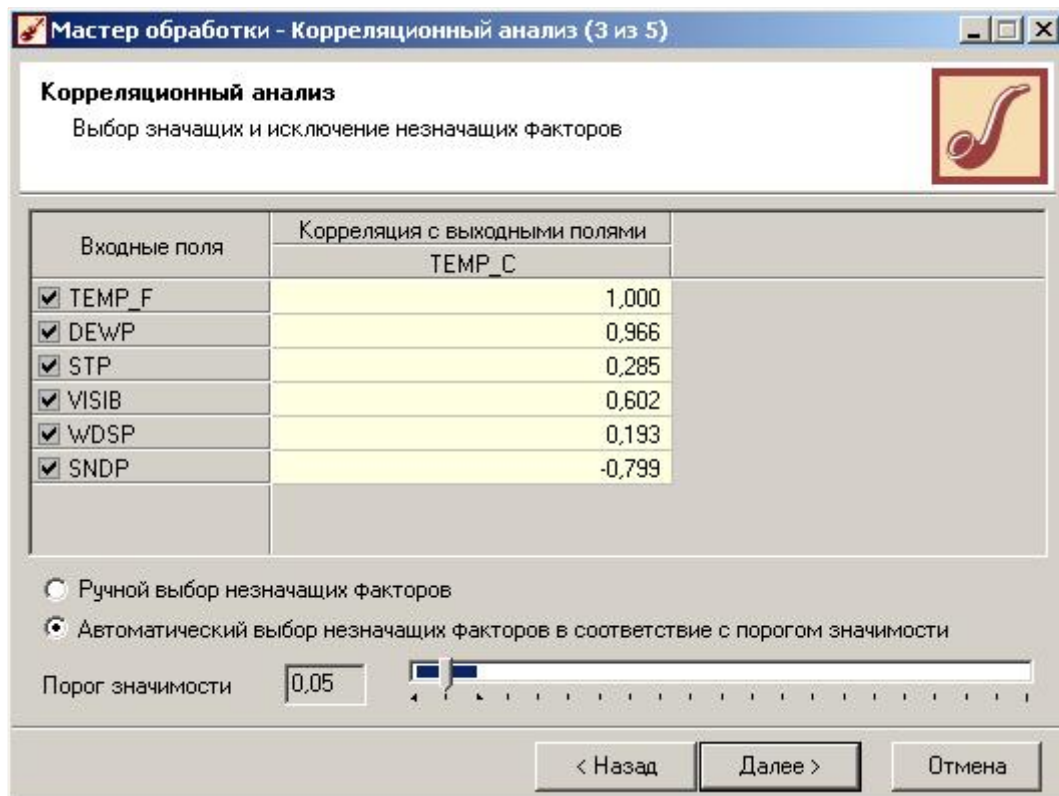 Мастер обработки - Корреляционный анализ (3 из 5)
Корреляционный анализ
Выбор значащих и исключение незначащих факторов
Входные поля
Корреляция с выходными полями
TEMP_C
TEMP_F 1,000
DEWP 0,966
STP 0,285
VISIB 0,602
WDSP 0,193
SNDP -0,799
Ручной выбор незначащих факторов
Автоматический выбор незначащих факторов в соответствие с порогом значимости
Порог значимости 0,05
< Назад Далее > Отмена